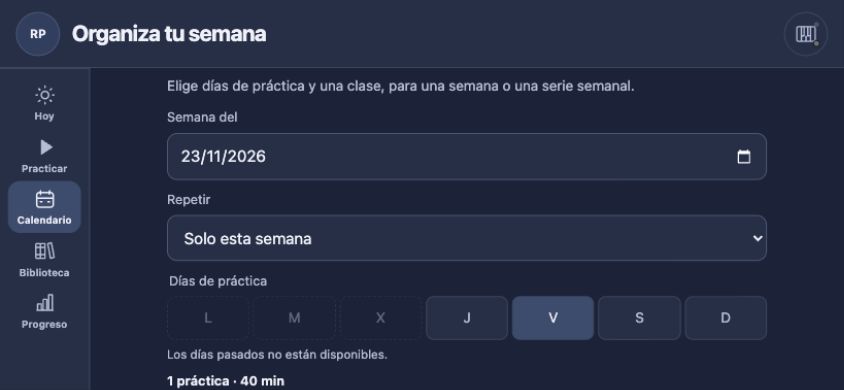 RP
Organiza tu semana
Hoy
Practicar
Calendario
Biblioteca
Progreso
Elige días de práctica y una clase, para una semana o una serie semanal.
Semana del
23/11/2026
Repetir
Solo esta semana
Días de práctica
L M X J V S D
Los días pasados no están disponibles.
1 práctica · 40 min